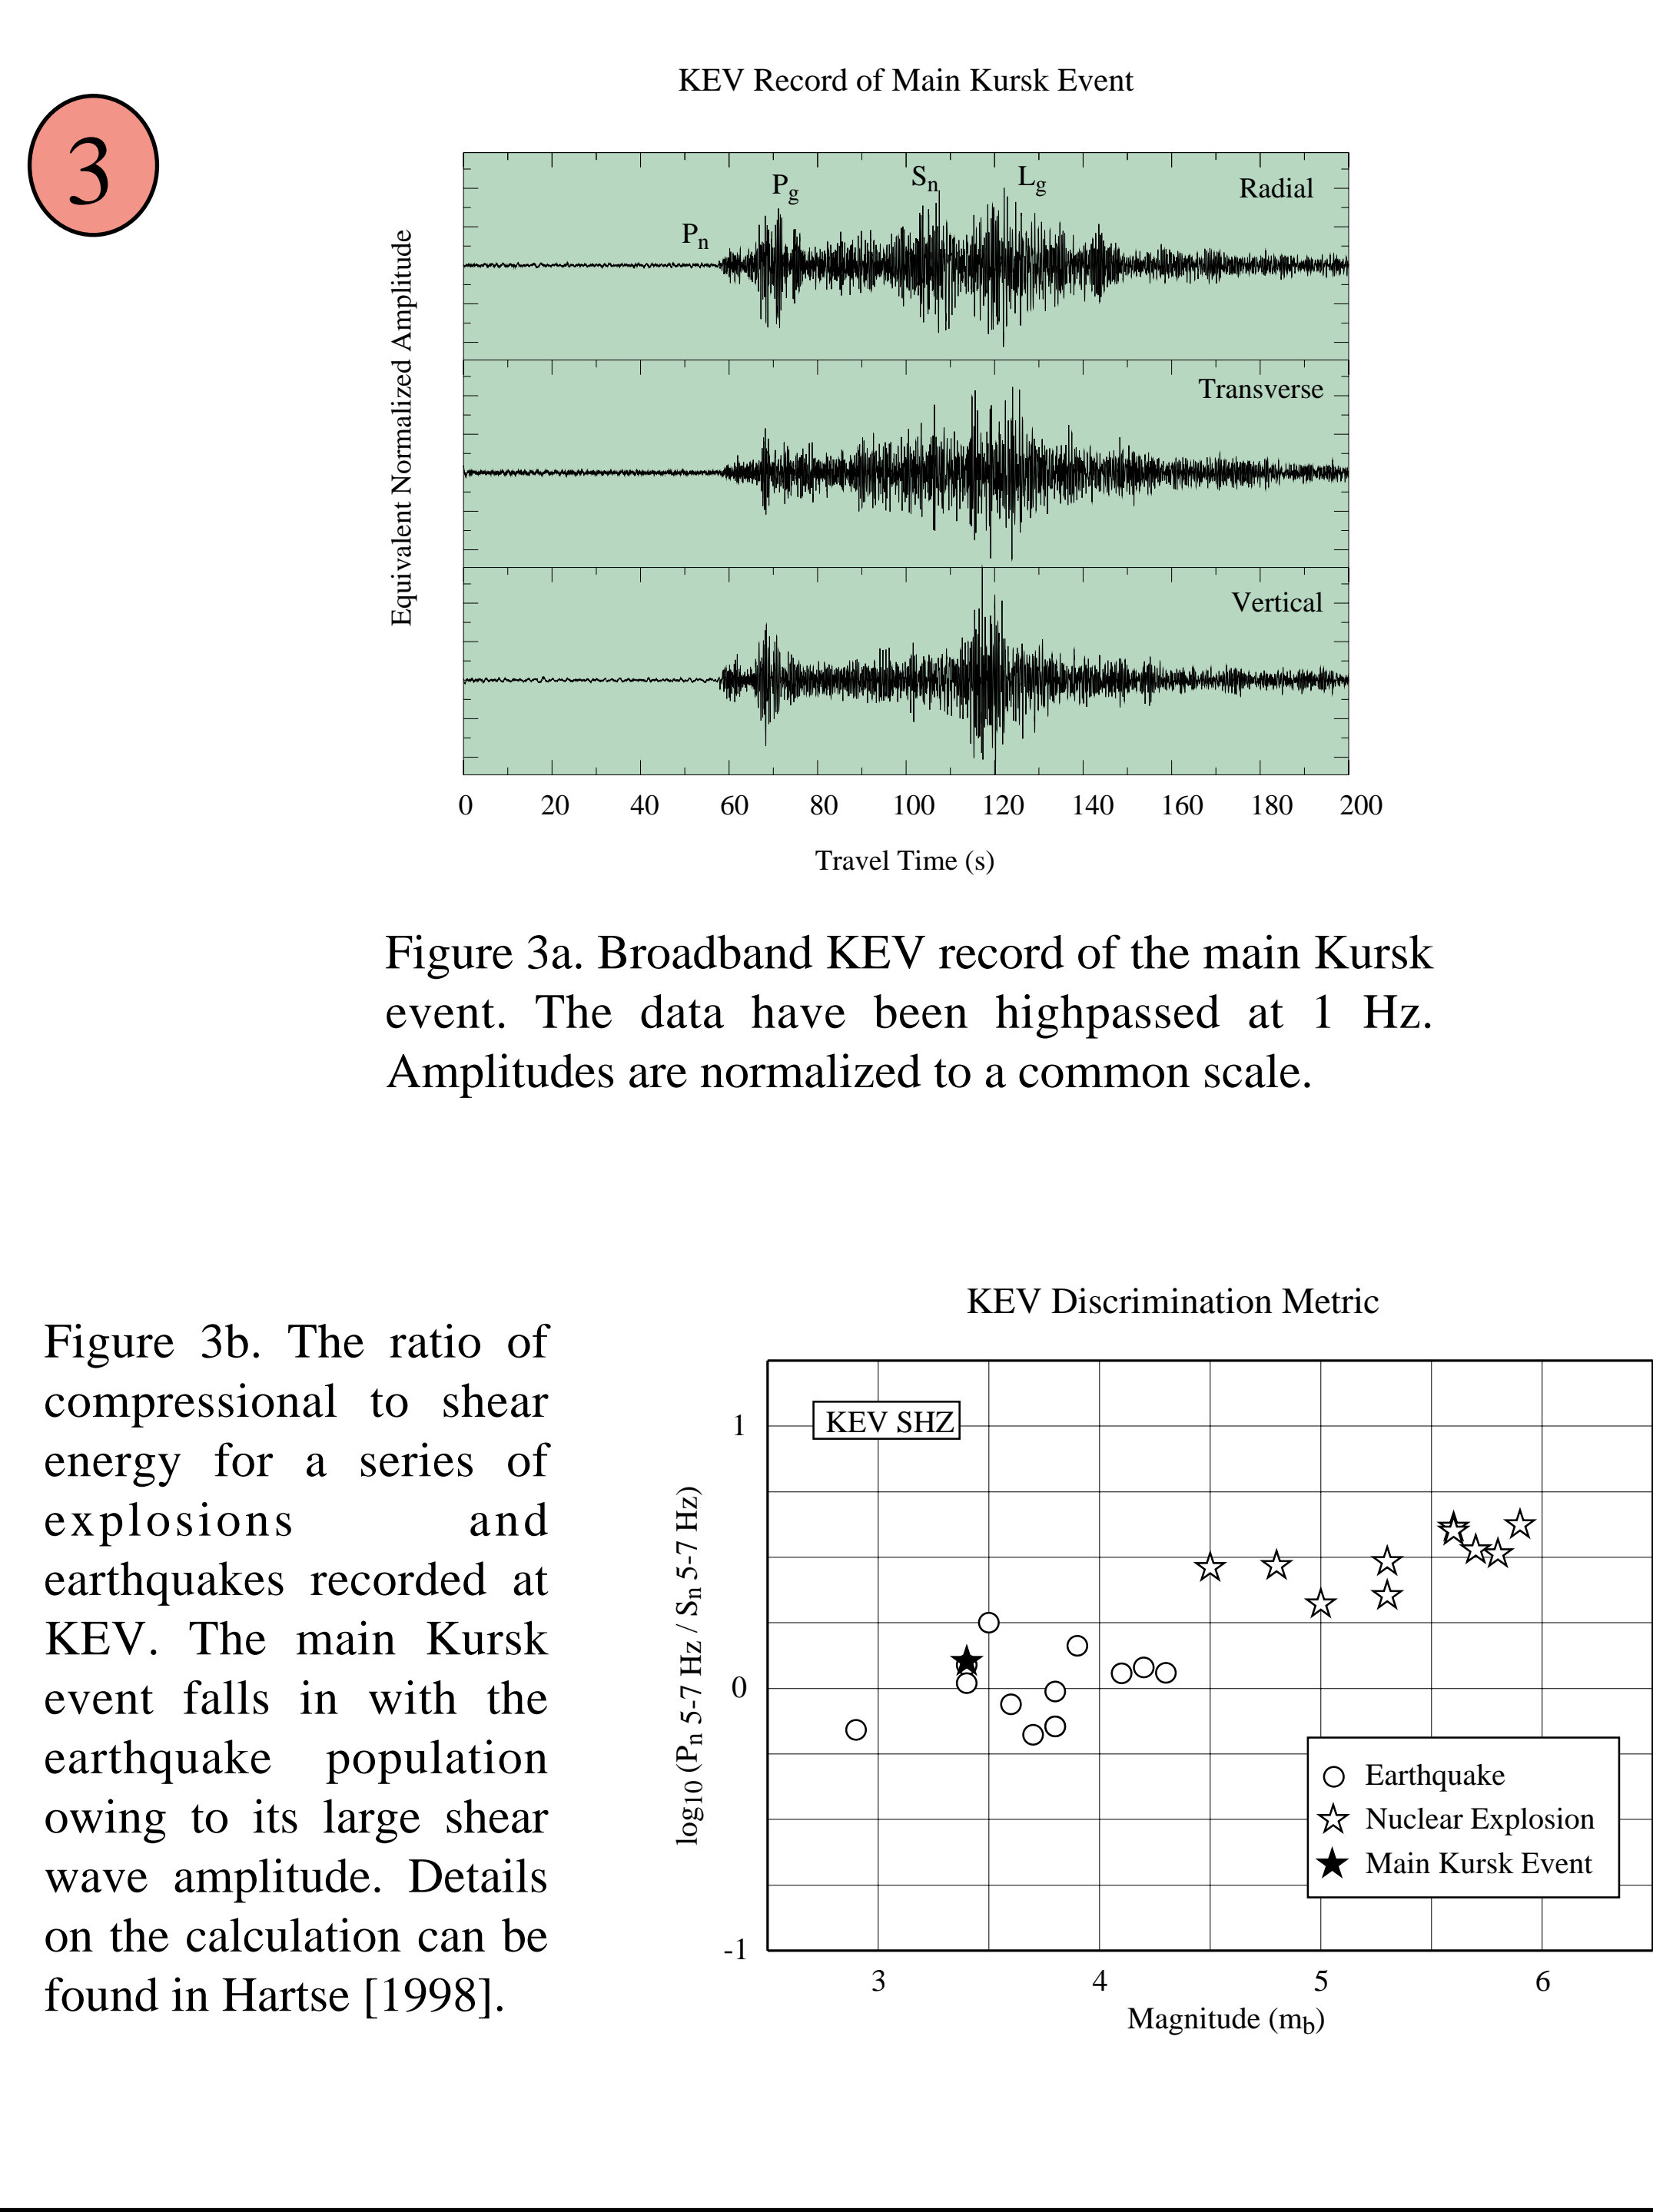 3
KEV Record of Main Kursk Event
Equivalent Normalized Amplitude
Pn
Pg
Sn
Lg
Radial
Transverse
Vertical
0 20 40 60 80 100 120 140 160 180 200
Travel Time (s)
Figure 3a. Broadband KEV record of the main Kursk
event. The data have been highpassed at 1 Hz.
Amplitudes are normalized to a common scale.
Figure 3b. The ratio of
compressional to shear
energy for a series of
explosions and
earthquakes recorded at
KEV. The main Kursk
event falls in with the
earthquake population
owing to its large shear
wave amplitude. Details
on the calculation can be
found in Hartse [1998].
KEV Discrimination Metric
KEV SHZ
log10 (Pn 5-7 Hz / Sn 5-7 Hz)
1
0
-1
Earthquake
Nuclear Explosion
Main Kursk Event
3 4 5 6
Magnitude (mb)